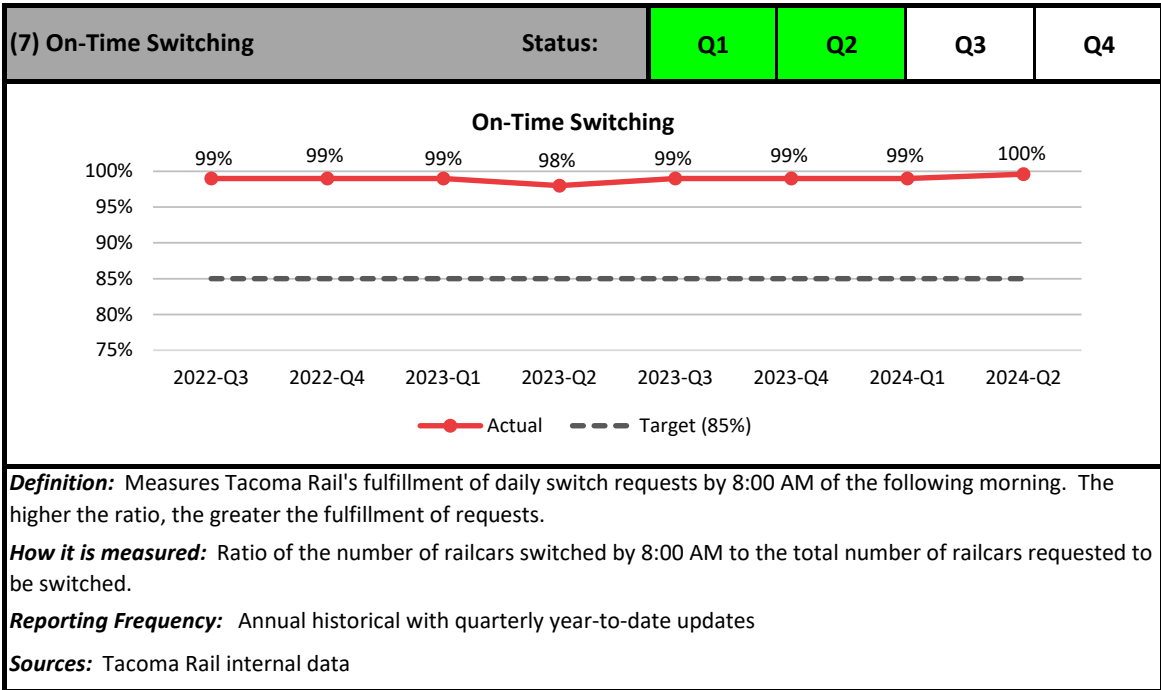 (7) On-Time Switching Status: Q1 Q2 Q3 Q4
On-Time Switching
99% 99% 99% 98% 99% 99% 99% 100%
100%
95%
90%
85%
80%
75%
2022-Q3 2022-Q4 2023-Q1 2023-Q2 2023-Q3 2023-Q4 2024-Q1 2024-Q2
Actual Target (85%)
Definition: Measures Tacoma Rail's fulfillment of daily switch requests by 8:00 AM of the following morning. The
higher the ratio, the greater the fulfillment of requests.
How it is measured: Ratio of the number of railcars switched by 8:00 AM to the total number of railcars requested to
be switched.
Reporting Frequency: Annual historical with quarterly year-to-date updates
Sources: Tacoma Rail internal data